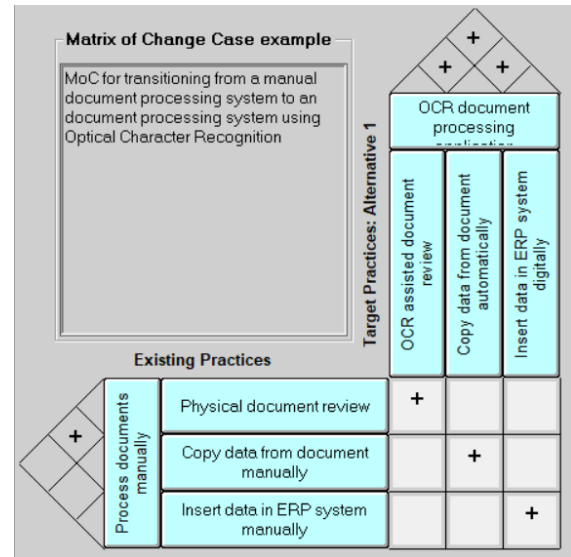 Matrix of Change Case example
MoC for transitioning from a manual
document processing system to an
document processing system using
Optical Character Recognition
+
+ +
OCR document
processing
application
Target Practices: Alternative 1
OCR assisted document
review
Copy data from document
automatically
Insert data in ERP system
digitally
Existing Practices
+
Process documents
manually
Physical document review
+
Copy data from document
manually
+
Insert data in ERP system
manually
+